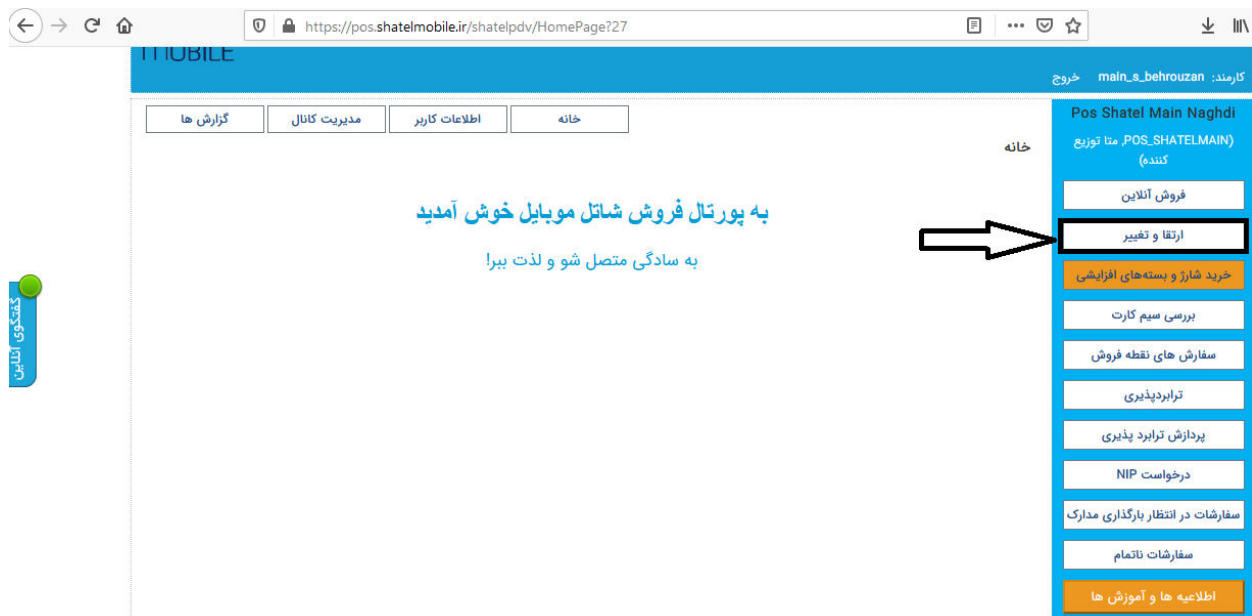 https://pos.shatelmobile.ir/shatelpdv/HomePage?27
MOBILE
کارمند: main_s_behrouzan خروج
Pos Shatel Main Naghdi
(POS_SHATELMAIN, متا توزیع
کننده)
خانه
اطلاعات کاربر
مدیریت کانال
گزارش ها
خانه
به پورتال فروش شاتل موبایل خوش آمدید
به سادگی متصل شو و لذت ببر!
فروش آنلاین
ارتقا و تغییر
خرید شارژ و بسته‌های افزایشی
بررسی سیم کارت
سفارش های نقطه فروش
ترابردپذیری
پردازش ترابرد پذیری
درخواست NIP
سفارشات در انتظار بارگذاری مدارک
سفارشات ناتمام
اطلاعیه ها و آموزش ها
گفتگوی آنلاین